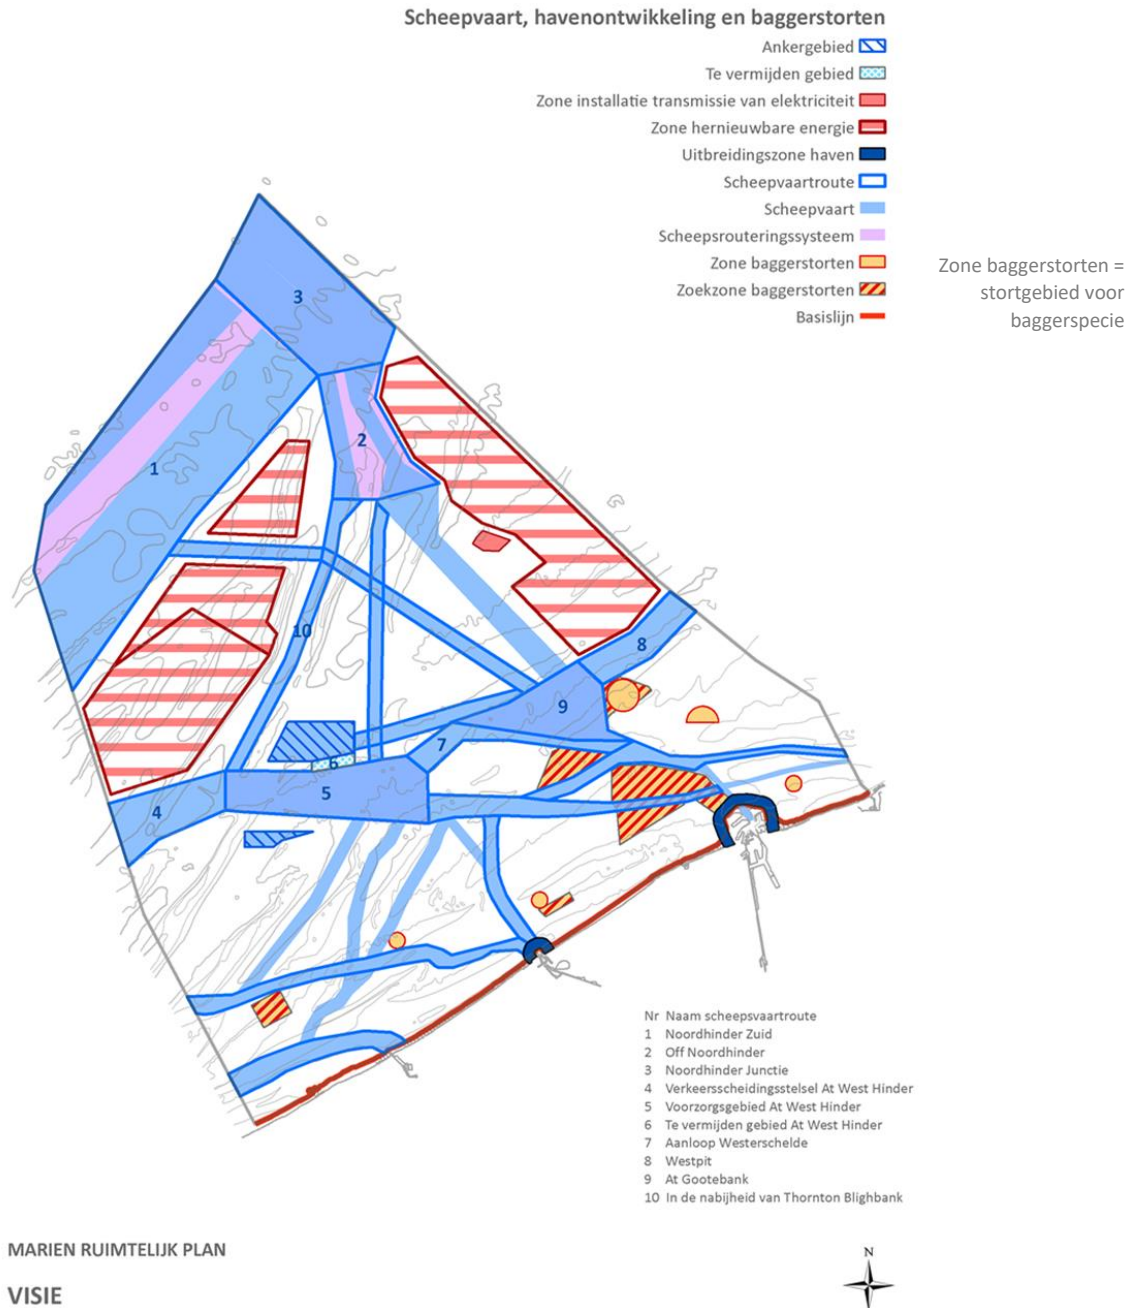 Scheepvaart, havenontwikkeling en baggerstorten
Ankergebied
Te vermijden gebied
Zone installatie transmissie van elektriciteit
Zone hernieuwbare energie
Uitbreidingszone haven
Scheepvaartroute
Scheepvaart
Scheepsrouteringssysteem
Zone baggerstorten
Zoekzone baggerstorten
Basislijn
Zone baggerstorten =
stortgebied voor
baggerspecie
3
2
1
10
8
9
7
6
5
4
Nr Naam scheepsvaartroute
1 Noordhinder Zuid
2 Off Noordhinder
3 Noordhinder Junctie
4 Verkeersscheidingsstelsel At West Hinder
5 Voorzorgsgebied At West Hinder
6 Te vermijden gebied At West Hinder
7 Aanloop Westerschelde
8 Westpit
9 At Gootebank
10 In de nabijheid van Thornton Blighbank
MARIEN RUIMTELIJK PLAN
VISIE
N